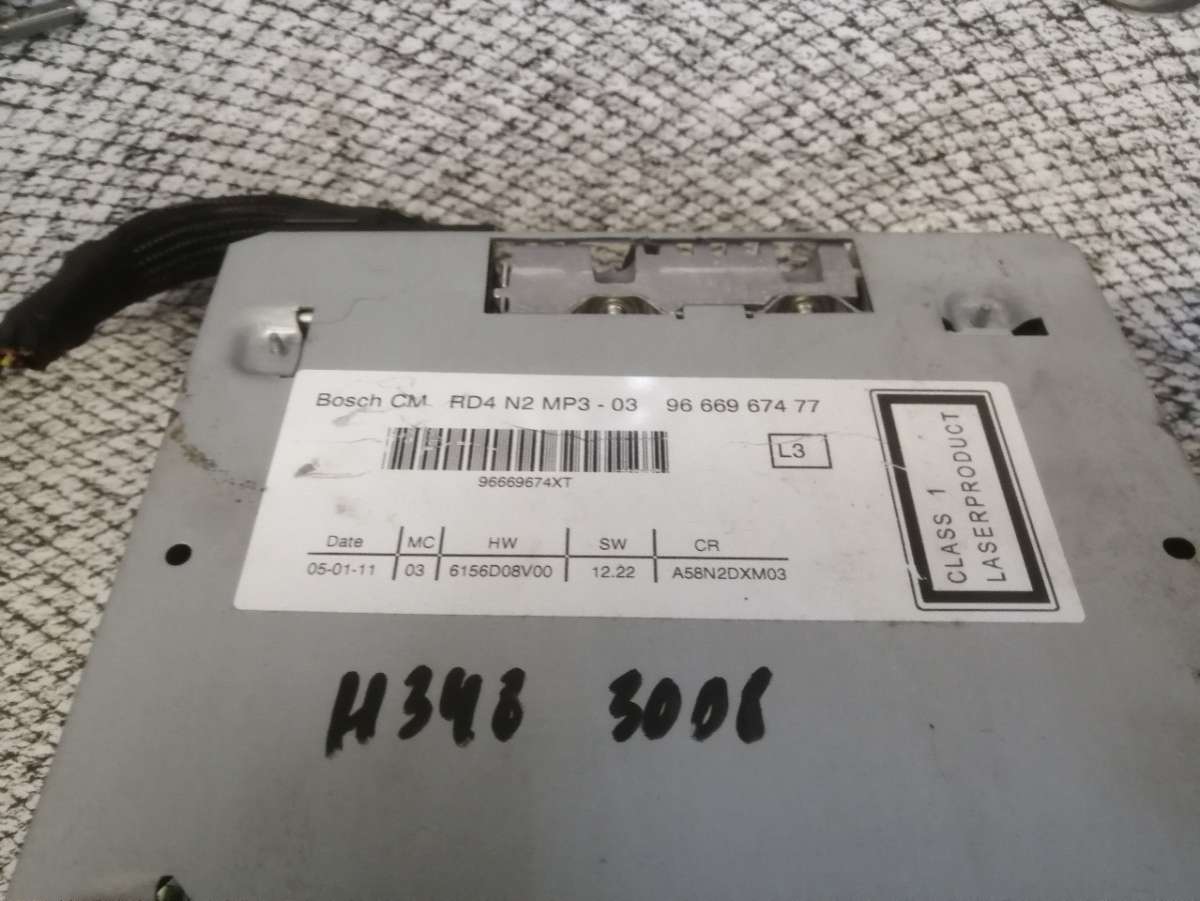 Bosch CM RD4 N2 MP3 - 03 96 669 674 77
L3
96669674XT
Date MC HW SW CR
05-01-11 03 6156D08V00 12.22 A58N2DXM03
CLASS 1
LASERPRODUCT
H398 3008